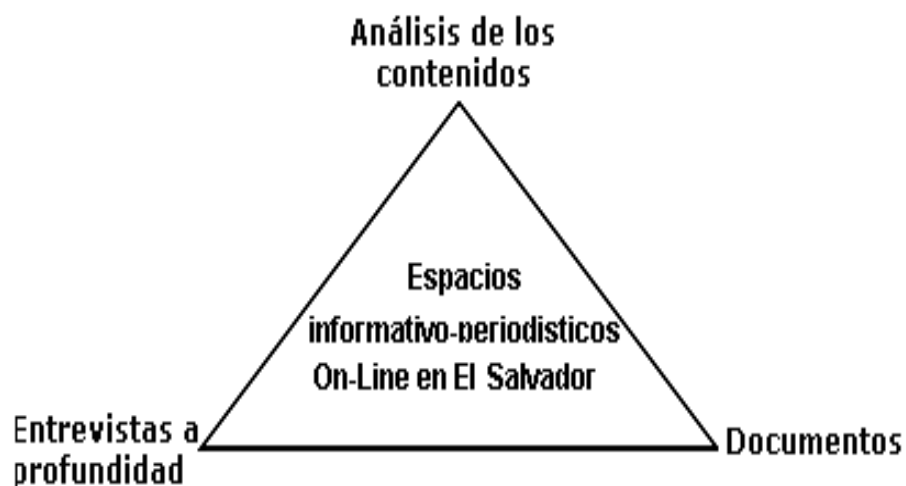 Análisis de los
contenidos
Espacios
informativo-periodisticos
On-Line en El Salvador
Entrevistas a
profundidad
Documentos